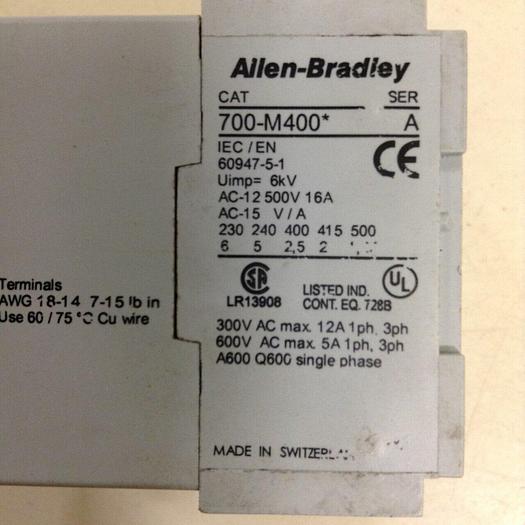 Allen-Bradley
CAT SER
700-M400* A
IEC / EN
60947-5-1
CE
Uimp= 6kV
AC-12 500V 16A
AC-15 V / A
230 240 400 415 500
6 5 2,5 2
SA LR13908
LISTED IND. UL
CONT. EQ. 728B
300V AC max. 12A 1ph, 3ph
600V AC max. 5A 1ph, 3ph
A600 Q600 single phase
MADE IN
Terminals
AWG 18-14 7-15 lb in
Use 60 / 75 °C Cu wire